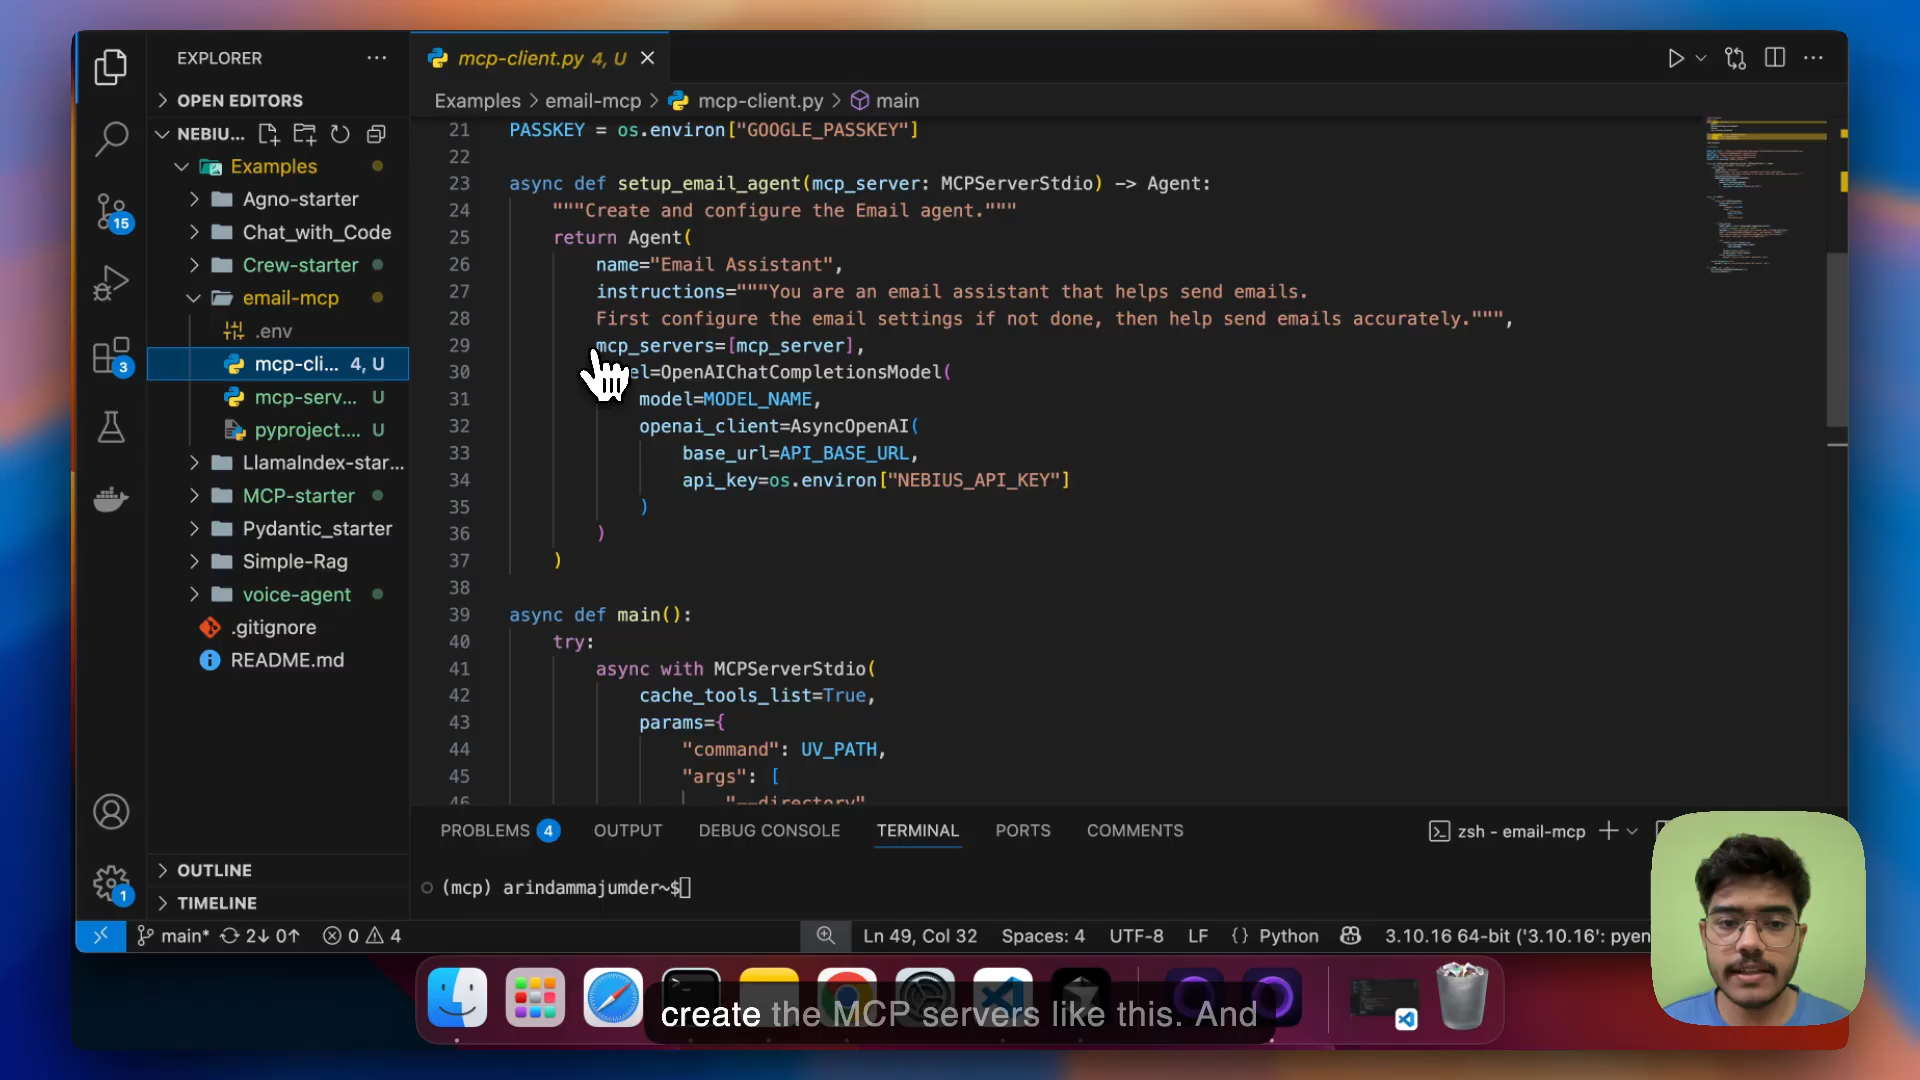 EXPLORER
OPEN EDITORS
NEBIU...
Examples
Agno-starter
Chat_with_Code
Crew-starter
email-mcp
.env
mcp-cli... 4, U
mcp-serv... U
pyproject.... U
LlamaIndex-star...
MCP-starter
Pydantic_starter
Simple-Rag
voice-agent
.gitignore
README.md
OUTLINE
TIMELINE
15
3
1
mcp-client.py 4, U
Examples > email-mcp > mcp-client.py > main
21 PASSKEY = os.environ["GOOGLE_PASSKEY"]
22
23 async def setup_email_agent(mcp_server: MCPServerStdio) -> Agent:
24 """Create and configure the Email agent."""
25 return Agent(
26 name="Email Assistant",
27 instructions="""You are an email assistant that helps send emails.
28 First configure the email settings if not done, then help send emails accurately.""",
29 mcp_servers=[mcp_server],
30 el=OpenAIChatCompletionsModel(
31 model=MODEL_NAME,
32 openai_client=AsyncOpenAI(
33 base_url=API_BASE_URL,
34 api_key=os.environ["NEBIUS_API_KEY"]
35 )
36 )
37 )
38
39 async def main():
40 try:
41 async with MCPServerStdio(
42 cache_tools_list=True,
43 params={
44 "command": UV_PATH,
45 "args": [
46 "--directory"
PROBLEMS 4 OUTPUT DEBUG CONSOLE TERMINAL PORTS COMMENTS
zsh - email-mcp
(mcp) arindammajumder~$
main* 2↓ 0↑ 0 4
Ln 49, Col 32 Spaces: 4 UTF-8 LF {} Python 3.10.16 64-bit ('3.10.16': pyen
create the MCP servers like this. And